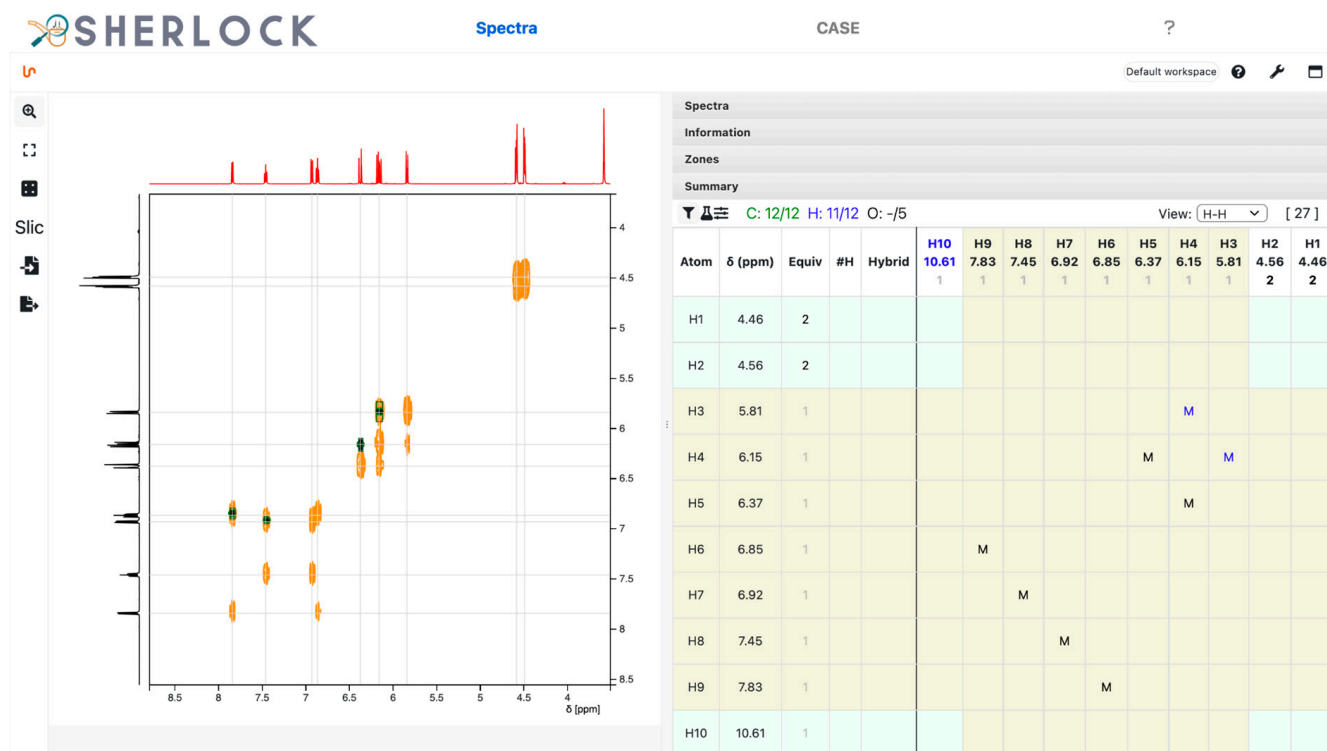 SHERLOCK
Spectra CASE ?
Default workspace
Slic
4
4.5
5
5.5
6
6.5
7
7.5
8
8.5
8.5 8 7.5 7 6.5 6 5.5 5 4.5 4
δ [ppm]
Spectra
Information
Zones
Summary
C: 12/12 H: 11/12 O: -/5 View: H-H [ 27 ]
Atom δ (ppm) Equiv #H Hybrid H10 H9 H8 H7 H6 H5 H4 H3 H2 H1
10.61 7.83 7.45 6.92 6.85 6.37 6.15 5.81 4.56 4.46
1 1 1 1 1 1 1 1 2 2
H1 4.46 2
H2 4.56 2
H3 5.81 1 M
H4 6.15 1 M M
H5 6.37 1 M
H6 6.85 1 M
H7 6.92 1 M
H8 7.45 1 M
H9 7.83 1 M
H10 10.61 1